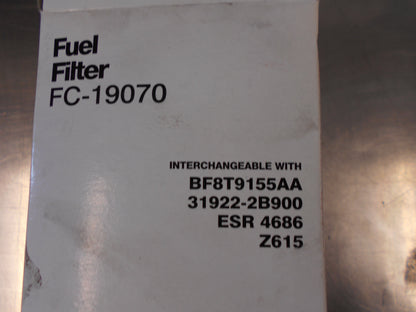 Fuel
Filter
FC-19070
INTERCHANGEABLE WITH
BF8T9155AA
31922-2B900
ESR 4686
Z615